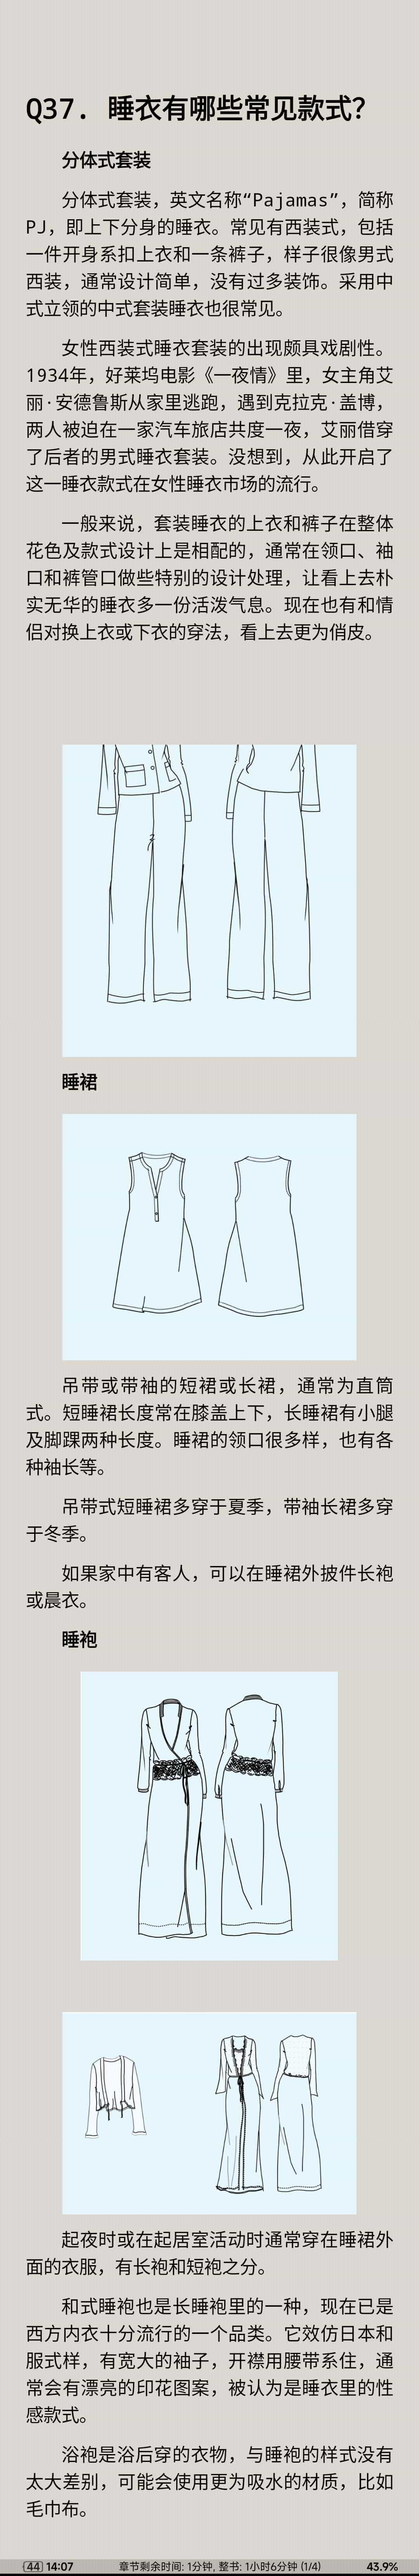 Q37. 睡衣有哪些常见款式？
分体式套装
分体式套装，英文名称“Pajamas”，简称
PJ，即上下分身的睡衣。常见有西装式，包括
一件开身系扣上衣和一条裤子，样子很像男式
西装，通常设计简单，没有过多装饰。采用中
式立领的中式套装睡衣也很常见。
女性西装式睡衣套装的出现颇具戏剧性。
1934年，好莱坞电影《一夜情》里，女主角艾
丽·安德鲁斯从家里逃跑，遇到克拉克·盖博，
两人被迫在一家汽车旅店共度一夜，艾丽借穿
了后者的男式睡衣套装。没想到，从此开启了
这一睡衣款式在女性睡衣市场的流行。
一般来说，套装睡衣的上衣和裤子在整体
花色及款式设计上是相配的，通常在领口、袖
口和裤管口做些特别的设计处理，让看上去朴
实无华的睡衣多一份活泼气息。现在也有和情
侣对换上衣或下衣的穿法，看上去更为俏皮。
睡裙
吊带或带袖的短裙或长裙，通常为直筒
式。短睡裙长度常在膝盖上下，长睡裙有小腿
及脚踝两种长度。睡裙的领口很多样，也有各
种袖长等。
吊带式短睡裙多穿于夏季，带袖长裙多穿
于冬季。
如果家中有客人，可以在睡裙外披件长袍
或晨衣。
睡袍
起夜时或在起居室活动时通常穿在睡裙外
面的衣服，有长袍和短袍之分。
和式睡袍也是长睡袍里的一种，现在已是
西方内衣十分流行的一个品类。它效仿日本和
服式样，有宽大的袖子，开襟用腰带系住，通
常会有漂亮的印花图案，被认为是睡衣里的性
感款式。
浴袍是浴后穿的衣物，与睡袍的样式没有
太大差别，可能会使用更为吸水的材质，比如
毛巾布。
44 14:07 章节剩余时间: 1分钟, 整书: 1小时6分钟 (1/4) 43.9%